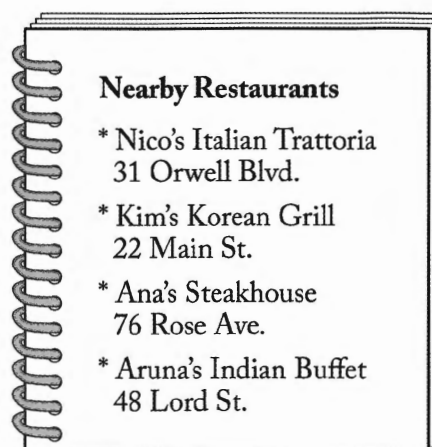 Nearby Restaurants
* Nico's Italian Trattoria
31 Orwell Blvd.
* Kim's Korean Grill
22 Main St.
* Ana's Steakhouse
76 Rose Ave.
* Aruna's Indian Buffet
48 Lord St.